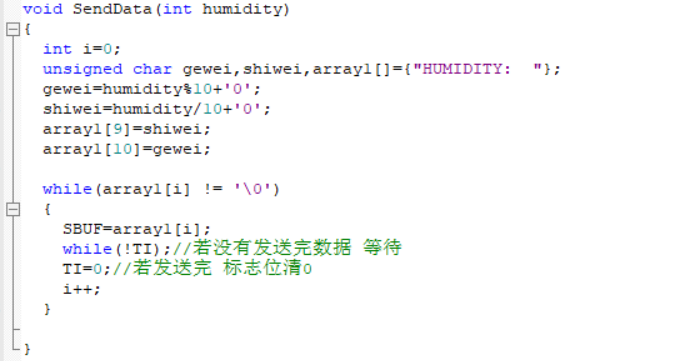 void SendData(int humidity)
{
int i=0;
unsigned char gewei,shiwei,array1[]={"HUMIDITY:  "};
gewei=humidity%10+'0';
shiwei=humidity/10+'0';
array1[9]=shiwei;
array1[10]=gewei;
while(array1[i] != '\0')
{
SBUF=array1[i];
while(!TI);//若没有发送完数据 等待
TI=0;//若发送完 标志位清0
i++;
}
}